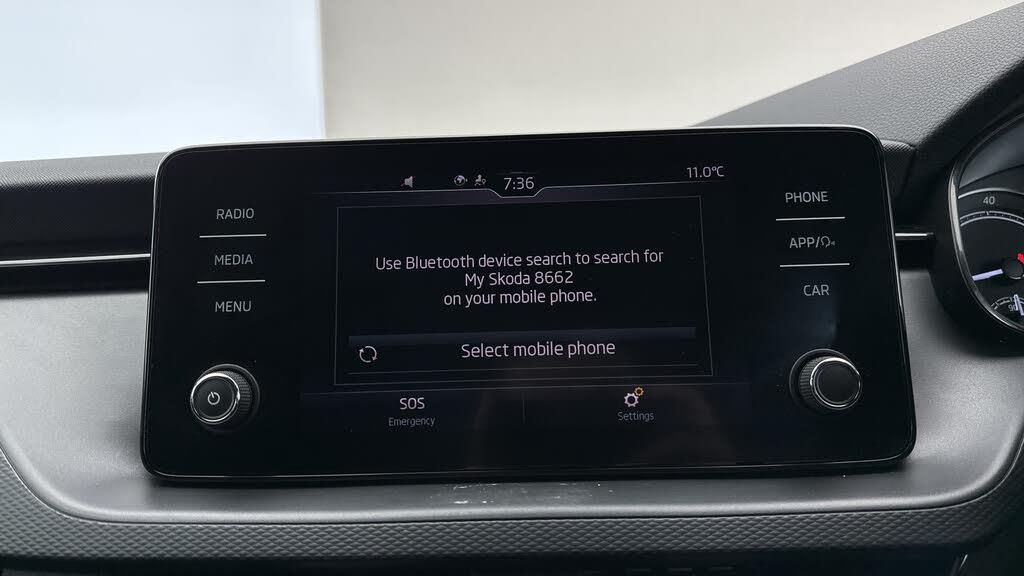 7:36
11.0°C
RADIO
MEDIA
MENU
Use Bluetooth device search to search for
My Skoda 8662
on your mobile phone.
Select mobile phone
SOS
Emergency
Settings
PHONE
APP/
CAR
40